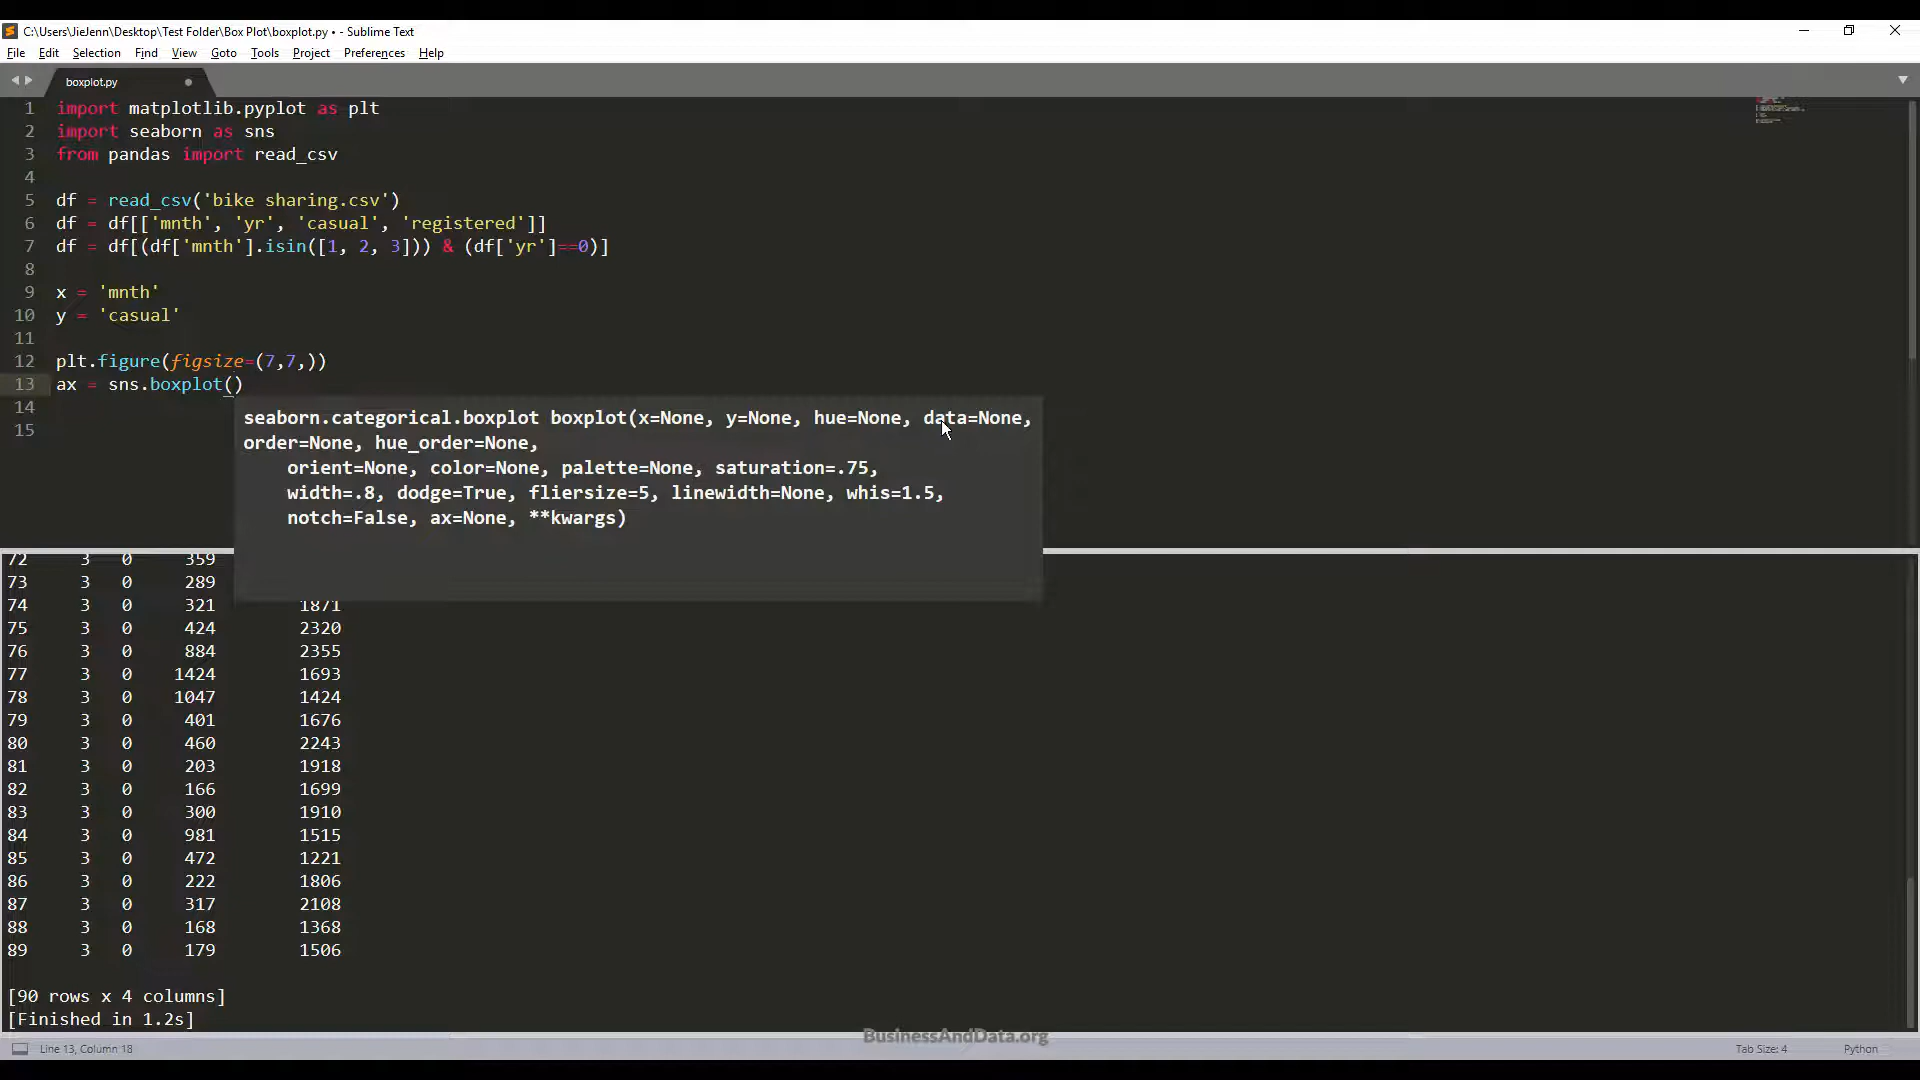 C:\Users\JieJenn\Desktop\Test Folder\Box Plot\boxplot.py • - Sublime Text
File Edit Selection Find View Goto Tools Project Preferences Help
boxplot.py
1 import matplotlib.pyplot as plt
2 import seaborn as sns
3 from pandas import read_csv
4
5 df = read_csv('bike sharing.csv')
6 df = df[['mnth', 'yr', 'casual', 'registered']]
7 df = df[(df['mnth'].isin([1, 2, 3])) & (df['yr']==0)]
8
9 x = 'mnth'
10 y = 'casual'
11
12 plt.figure(figsize=(7,7,))
13 ax = sns.boxplot()
14
15
seaborn.categorical.boxplot boxplot(x=None, y=None, hue=None, data=None,
order=None, hue_order=None,
orient=None, color=None, palette=None, saturation=.75,
width=.8, dodge=True, fliersize=5, linewidth=None, whis=1.5,
notch=False, ax=None, **kwargs)
72 3 0 359
73 3 0 289
74 3 0 321 1871
75 3 0 424 2320
76 3 0 884 2355
77 3 0 1424 1693
78 3 0 1047 1424
79 3 0 401 1676
80 3 0 460 2243
81 3 0 203 1918
82 3 0 166 1699
83 3 0 300 1910
84 3 0 981 1515
85 3 0 472 1221
86 3 0 222 1806
87 3 0 317 2108
88 3 0 168 1368
89 3 0 179 1506
[90 rows x 4 columns]
[Finished in 1.2s]
BusinessAndData.org
Line 13, Column 18 Tab Size: 4 Python